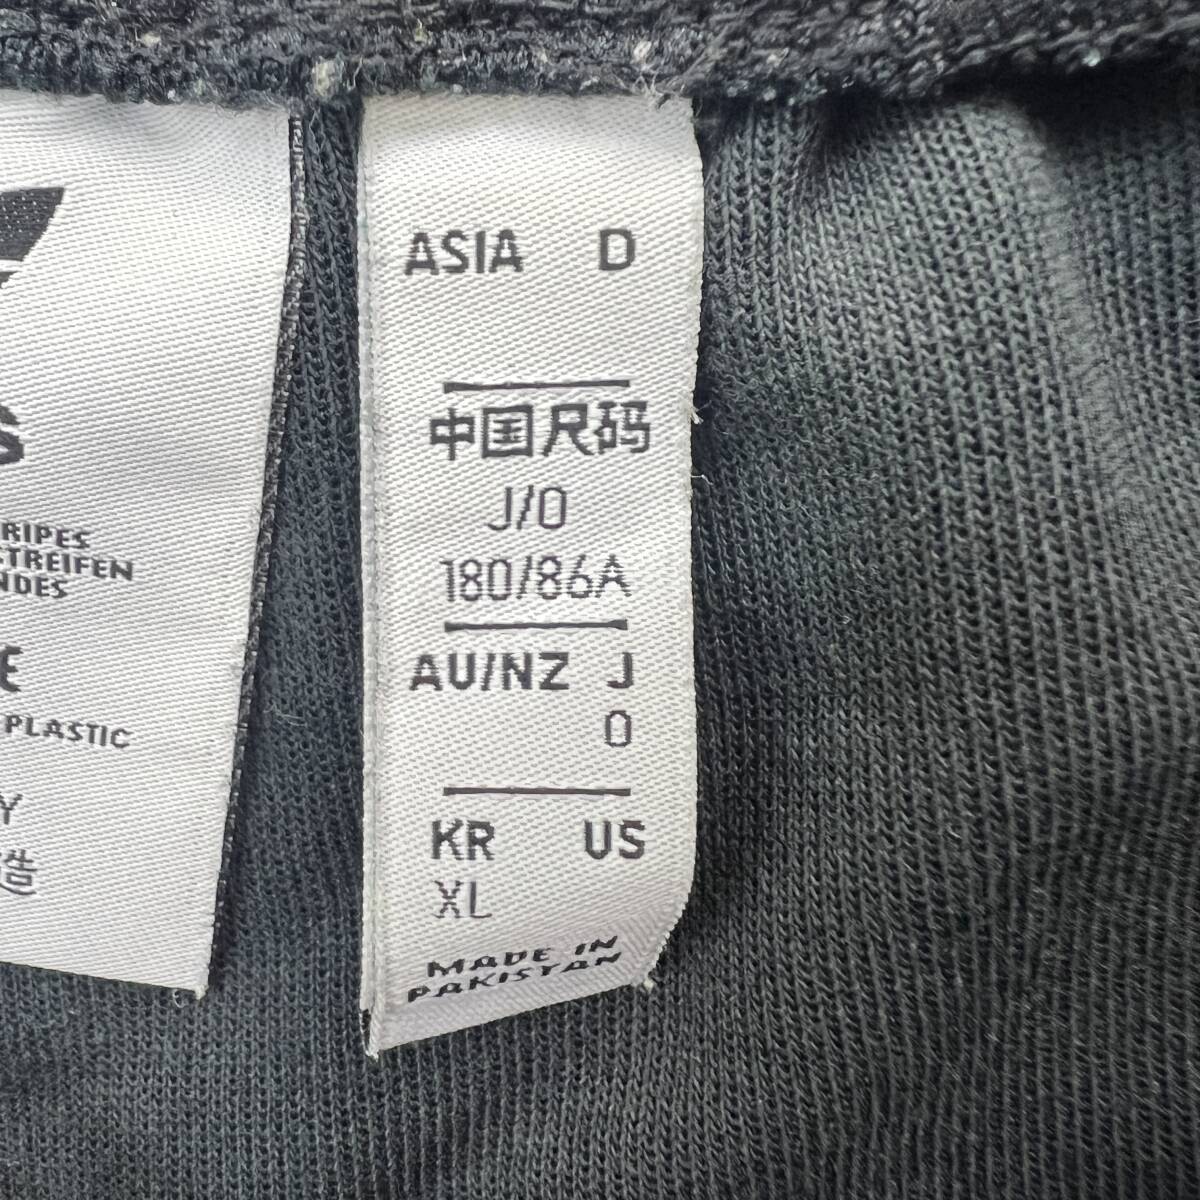 RIPES
STREIFEN
NDES
E
PLASTIC
Y
造
ASIA D
中国尺码
J/O
180/86A
AU/NZ J
O
KR US
XL
MADE IN
PAKISTAN